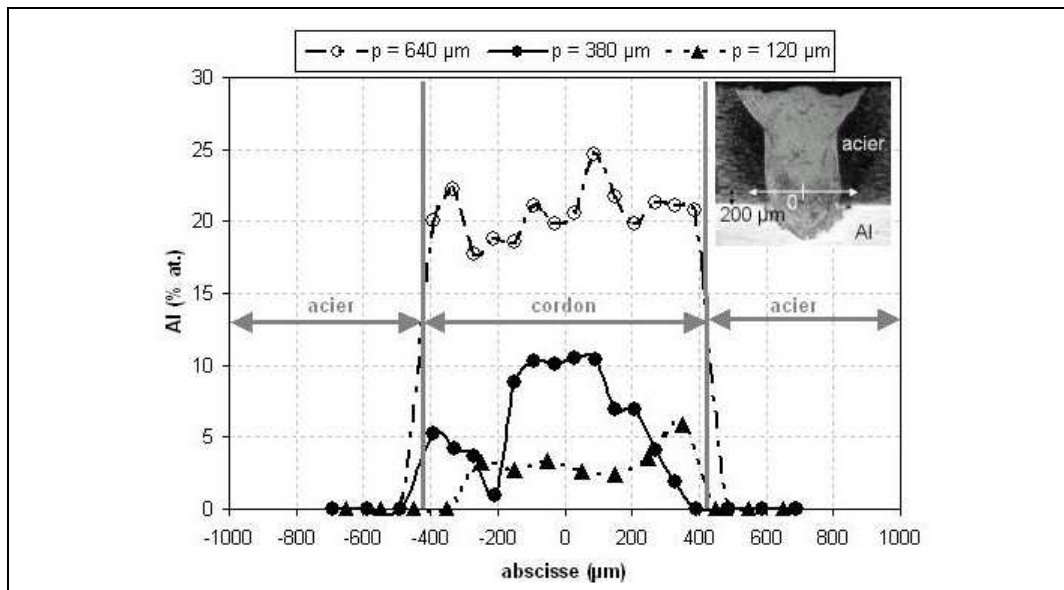 p = 640 µm p = 380 µm p = 120 µm
30
25
20
15
10
5
0
Al (% at.)
acier
cordon
acier
acier
0
200 µm
Al
-1000 -800 -600 -400 -200 0 200 400 600 800 1000
abscisse (µm)